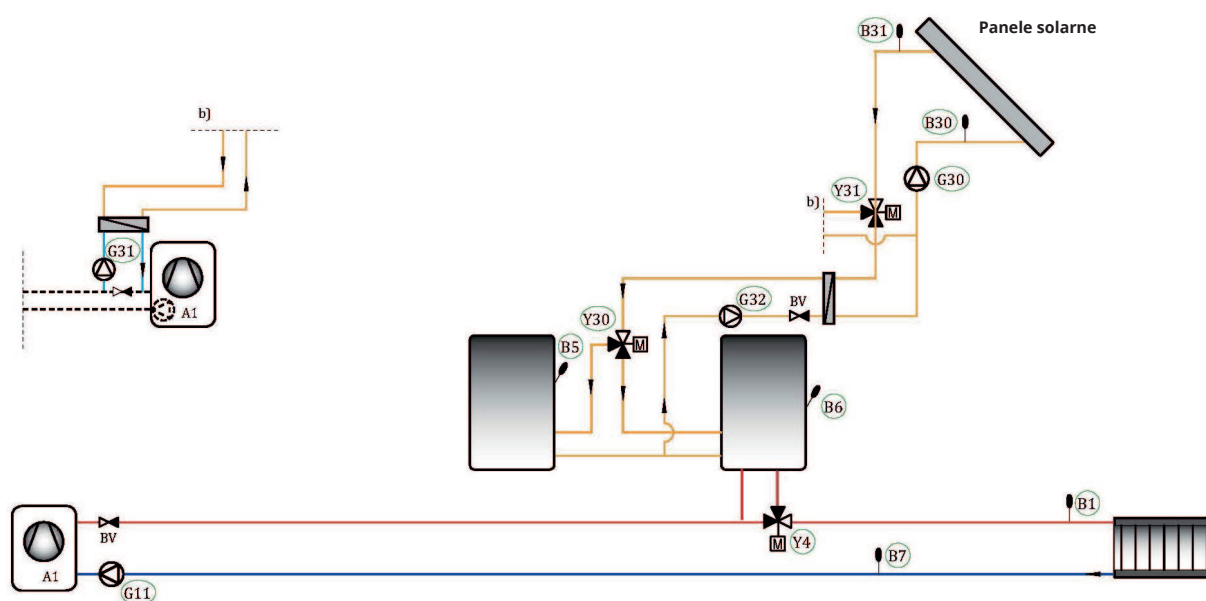 Panele solarne
B31
B30
b)
G30
Y31
b)
M
G31
A1
G32
BV
Y30
M
B5
B6
B1
BV
Y4
M
B7
A1
G11